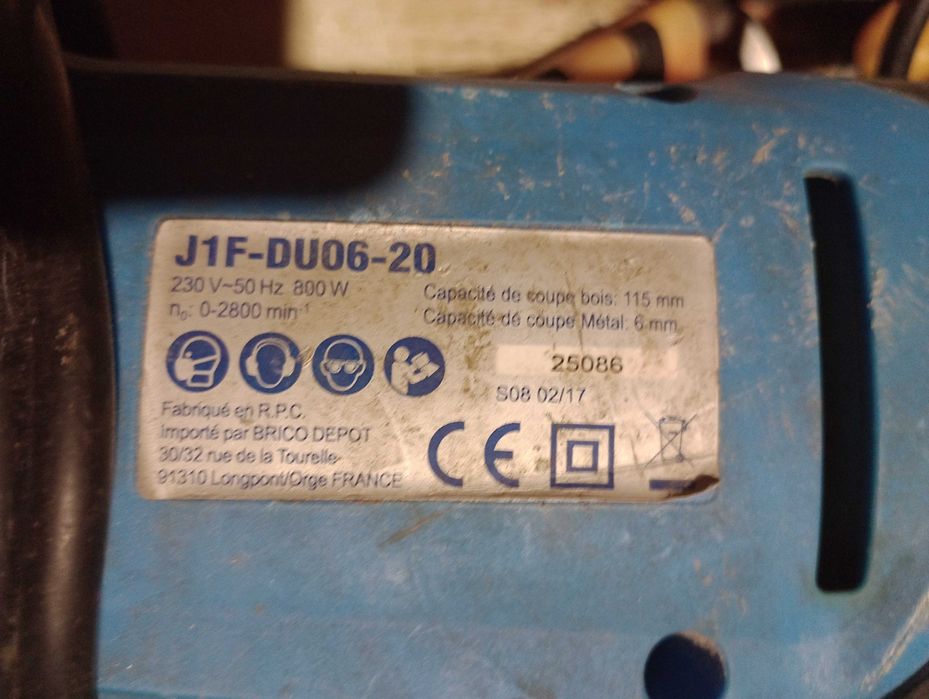 J1F-DU06-20
230 V~50 Hz 800 W
n₀: 0-2800 min⁻¹
Capacité de coupe bois: 115 mm
Capacité de coupe Métal: 6 mm
25086
S08 02/17
Fabriqué en R.P.C.
Importé par BRICO DEPOT
30/32 rue de la Tourelle
91310 Longpont/Orge FRANCE
CE